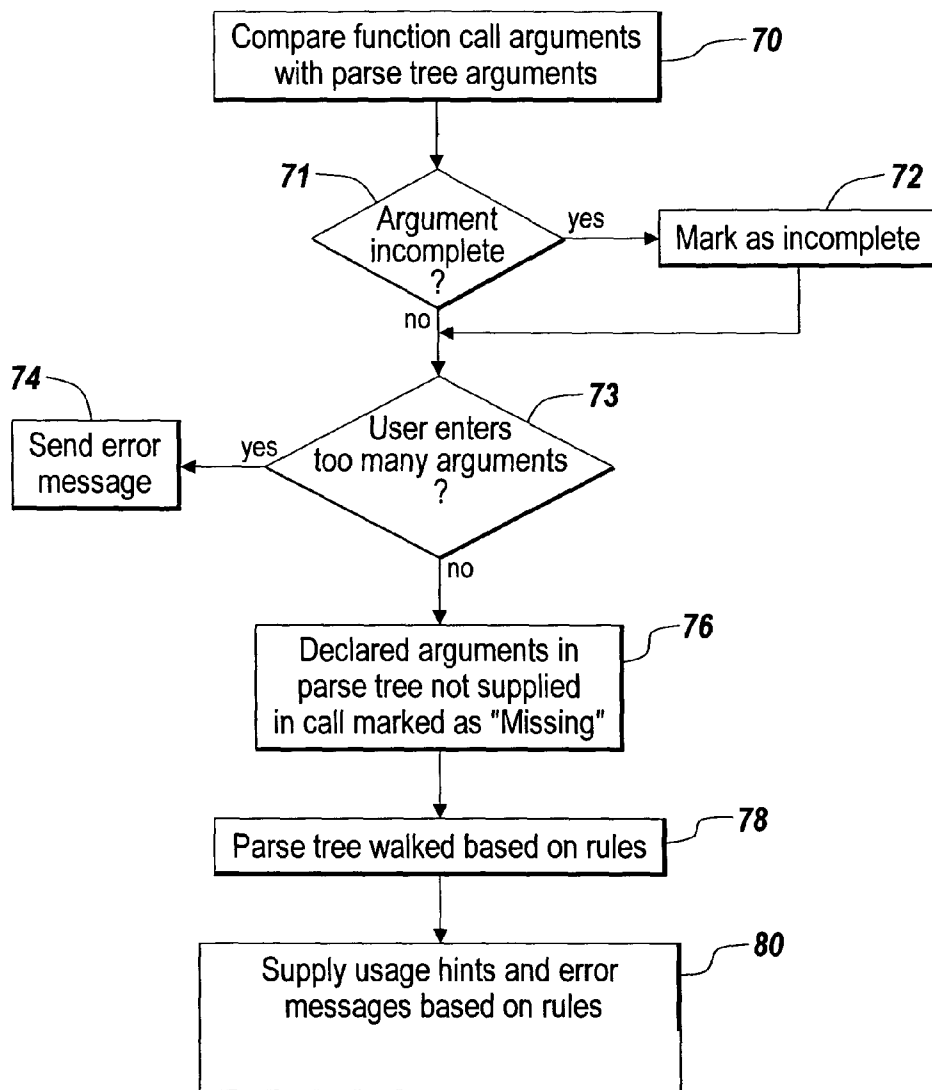 Compare function call arguments
with parse tree arguments
70
71
Argument
incomplete
?
yes
72
Mark as incomplete
no
74
Send error
message
yes
73
User enters
too many arguments
?
no
76
Declared arguments in
parse tree not supplied
in call marked as "Missing"
78
Parse tree walked based on rules
80
Supply usage hints and error
messages based on rules